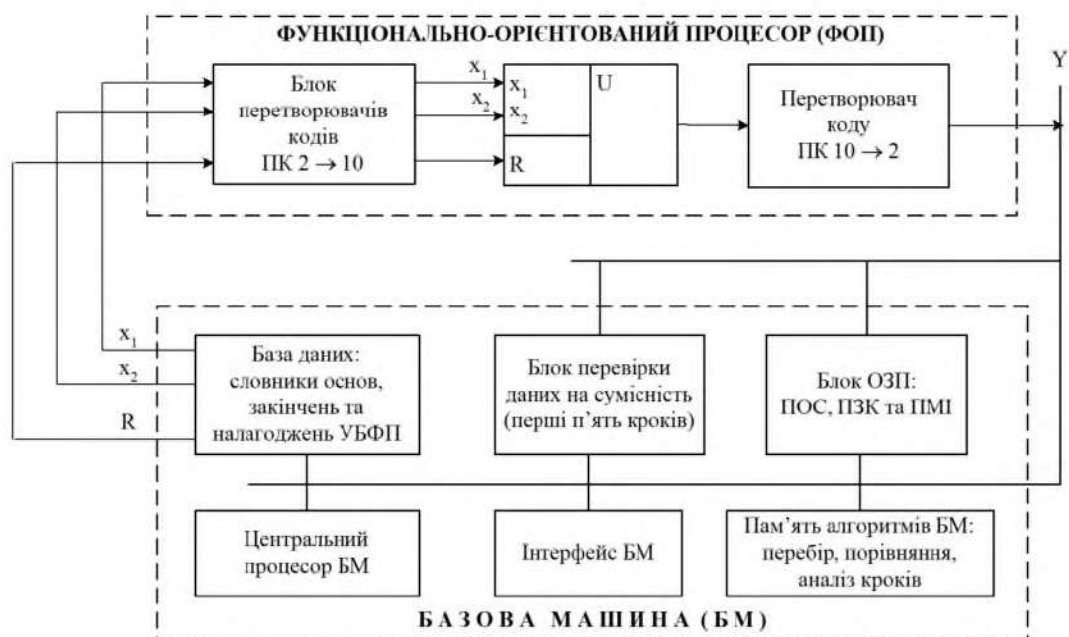 ФУНКЦІОНАЛЬНО-ОРІЄНТОВАНИЙ ПРОЦЕСОР (ФОП)
Y
Блок
перетворювачів
кодів
ПК 2 → 10
x1
x2
x1
x2
R
U
Перетворювач
коду
ПК 10 → 2
x1
x2
R
База даних:
словники основ,
закінчень та
налагоджень УБФП
Блок перевірки
даних на сумісність
(перші п’ять кроків)
Блок ОЗП:
ПОС, ПЗК та ПМІ
Центральний
процесор БМ
Інтерфейс БМ
Пам’ять алгоритмів БМ:
перебір, порівняння,
аналіз кроків
БАЗОВА МАШИНА (БМ)